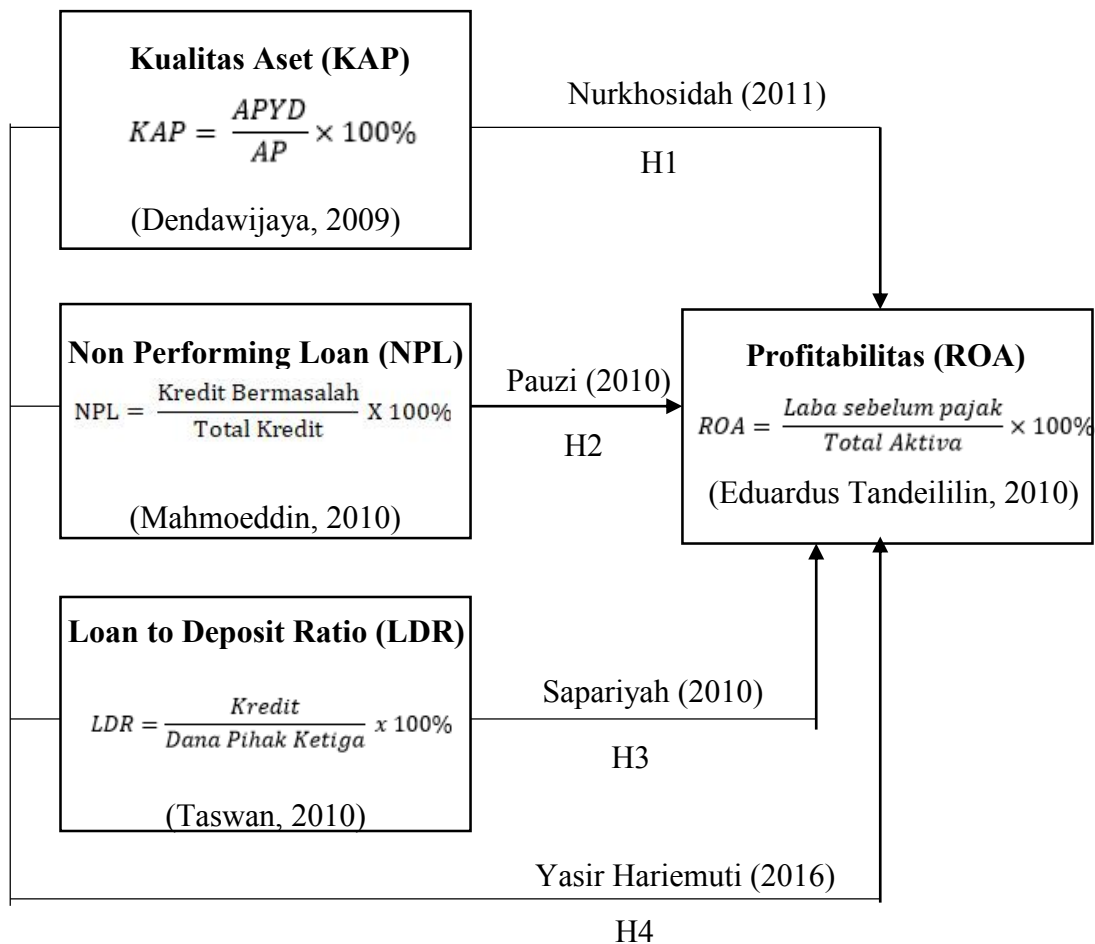 Kualitas Aset (KAP)
KAP = APYD / AP × 100%
(Dendawijaya, 2009)
Nurkhosidah (2011)
H1
Non Performing Loan (NPL)
NPL = Kredit Bermasalah / Total Kredit X 100%
(Mahmoeddin, 2010)
Pauzi (2010)
H2
Profitabilitas (ROA)
ROA = Laba sebelum pajak / Total Aktiva × 100%
(Eduardus Tandeililin, 2010)
Loan to Deposit Ratio (LDR)
LDR = Kredit / Dana Pihak Ketiga x 100%
(Taswan, 2010)
Sapariyah (2010)
H3
Yasir Hariemuti (2016)
H4